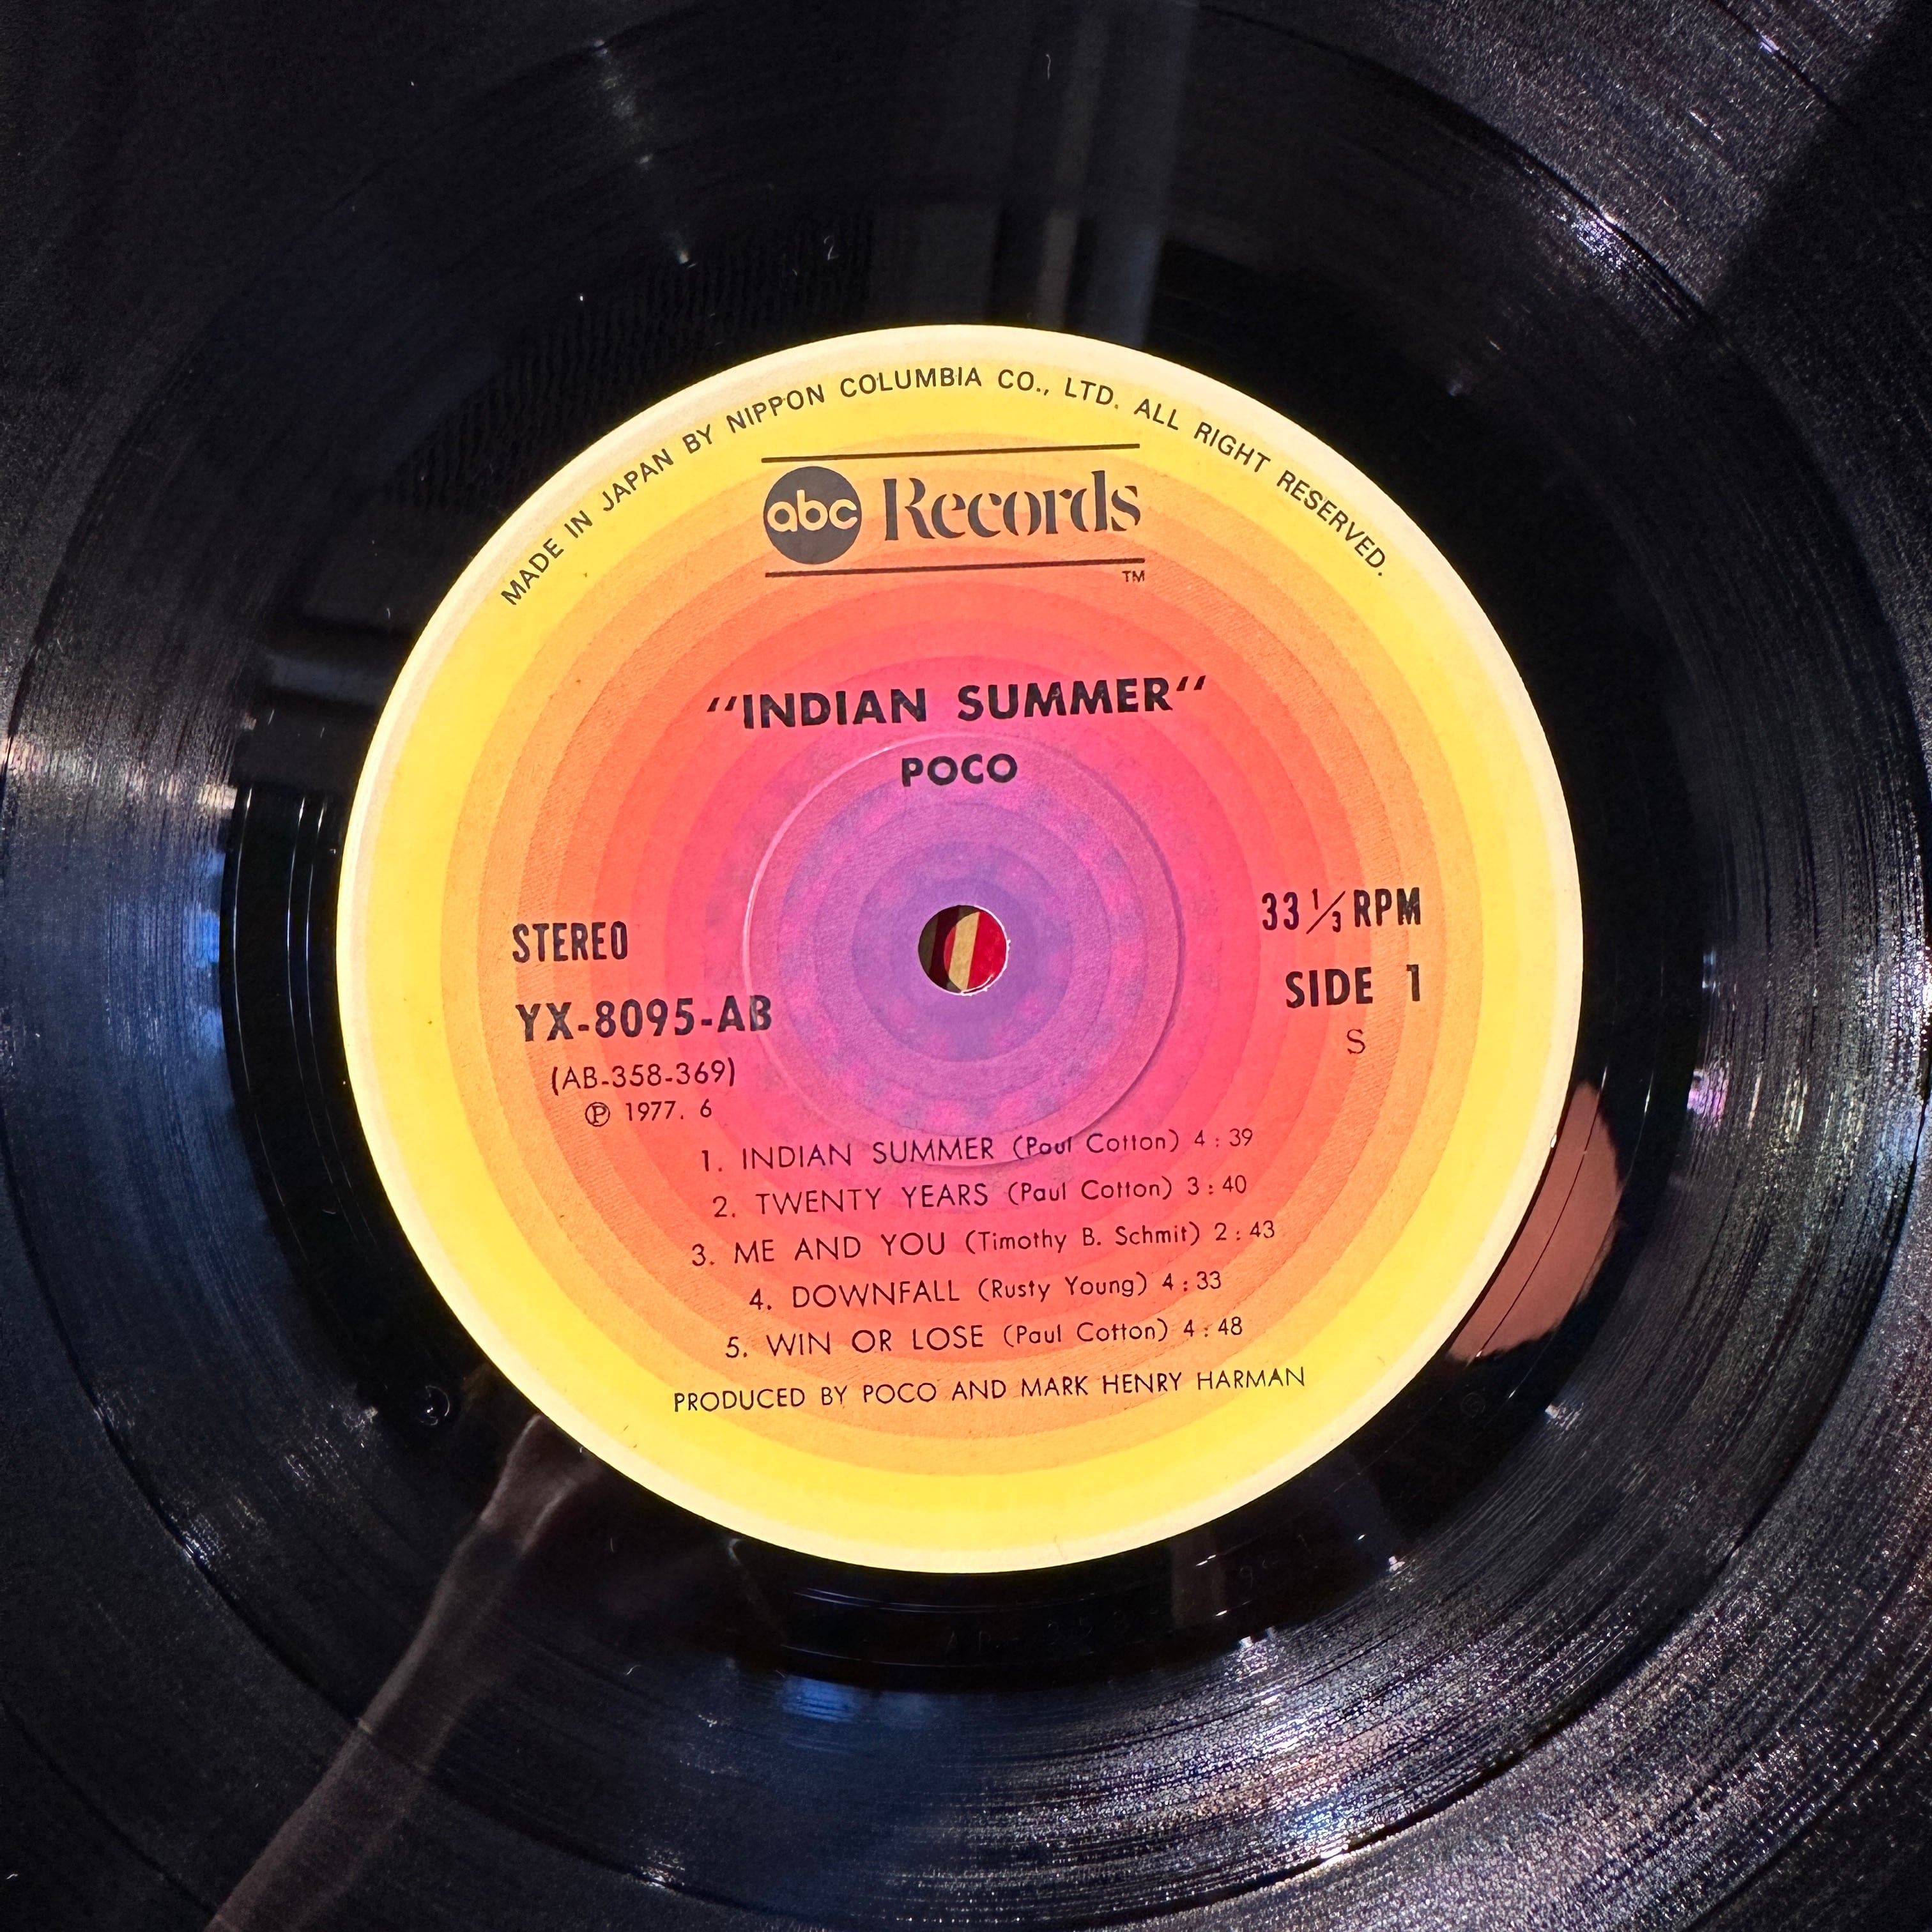 MADE IN JAPAN BY NIPPON COLUMBIA CO., LTD. ALL RIGHT RESERVED.
abc Records
TM
"INDIAN SUMMER"
POCO
STEREO
33 1/3 RPM
YX-8095-AB
SIDE 1
(AB-358-369)
S
Ⓟ 1977. 6
1. INDIAN SUMMER (Paul Cotton) 4:39
2. TWENTY YEARS (Paul Cotton) 3:40
3. ME AND YOU (Timothy B. Schmit) 2:43
4. DOWNFALL (Rusty Young) 4:33
5. WIN OR LOSE (Paul Cotton) 4:48
PRODUCED BY POCO AND MARK HENRY HARMAN